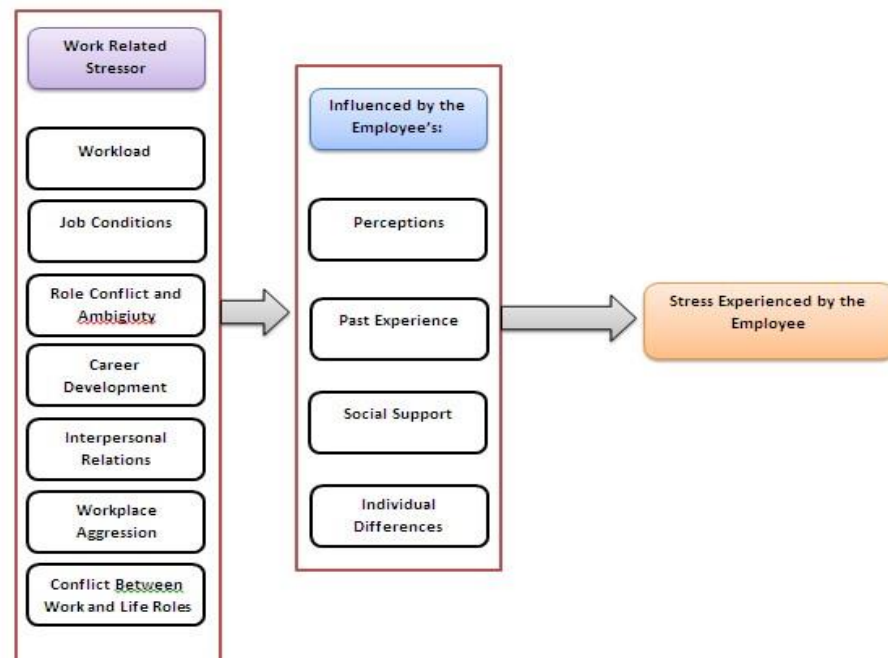 Work Related
Stressor
Workload
Job Conditions
Role Conflict and
Ambigiuty
Career
Development
Interpersonal
Relations
Workplace
Aggression
Conflict Between
Work and Life Roles
Influenced by the
Employee's:
Perceptions
Past Experience
Social Support
Individual
Differences
Stress Experienced by the
Employee